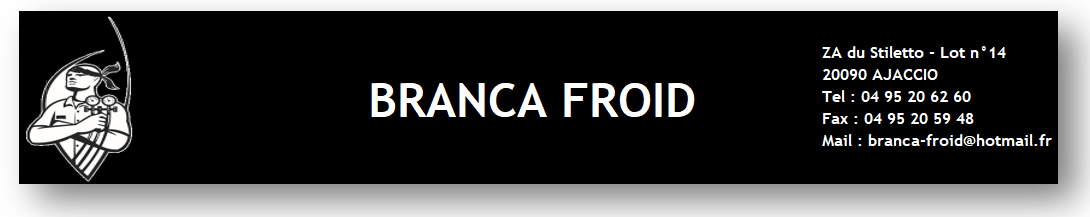 BRANCA FROID
ZA du Stiletto - Lot n°14
20090 AJACCIO
Tel : 04 95 20 62 60
Fax : 04 95 20 59 48
Mail : branca-froid@hotmail.fr